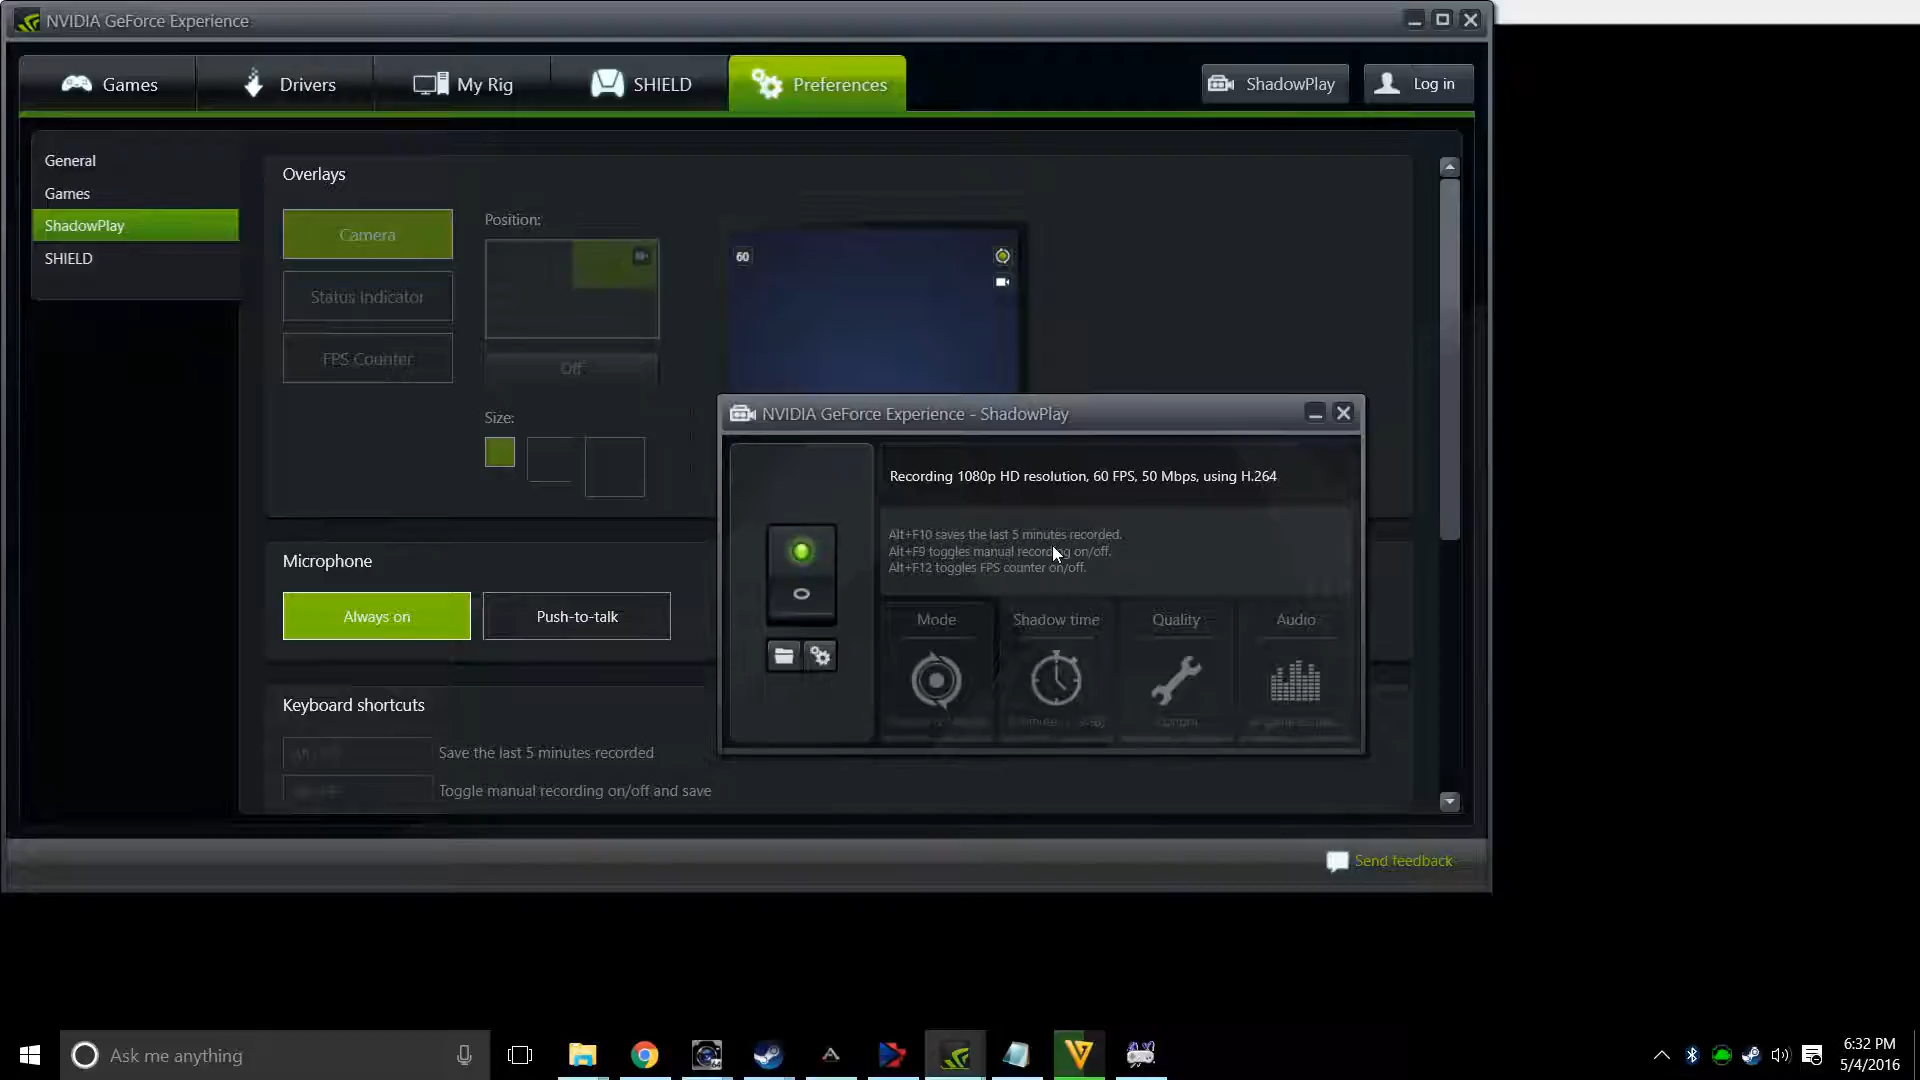 NVIDIA GeForce Experience
Games
Drivers
My Rig
SHIELD
Preferences
ShadowPlay
Log in
General
Games
ShadowPlay
SHIELD
Overlays
Camera
Status Indicator
FPS Counter
Position:
Off
Size:
60
Microphone
Always on
Push-to-talk
Keyboard shortcuts
Save the last 5 minutes recorded
Toggle manual recording on/off and save
NVIDIA GeForce Experience - ShadowPlay
Recording 1080p HD resolution, 60 FPS, 50 Mbps, using H.264
Alt+F10 saves the last 5 minutes recorded.
Alt+F9 toggles manual recording on/off.
Alt+F12 toggles FPS counter on/off.
Mode
Shadow time
Quality
Audio
Send feedback
Ask me anything
6:32 PM
5/4/2016